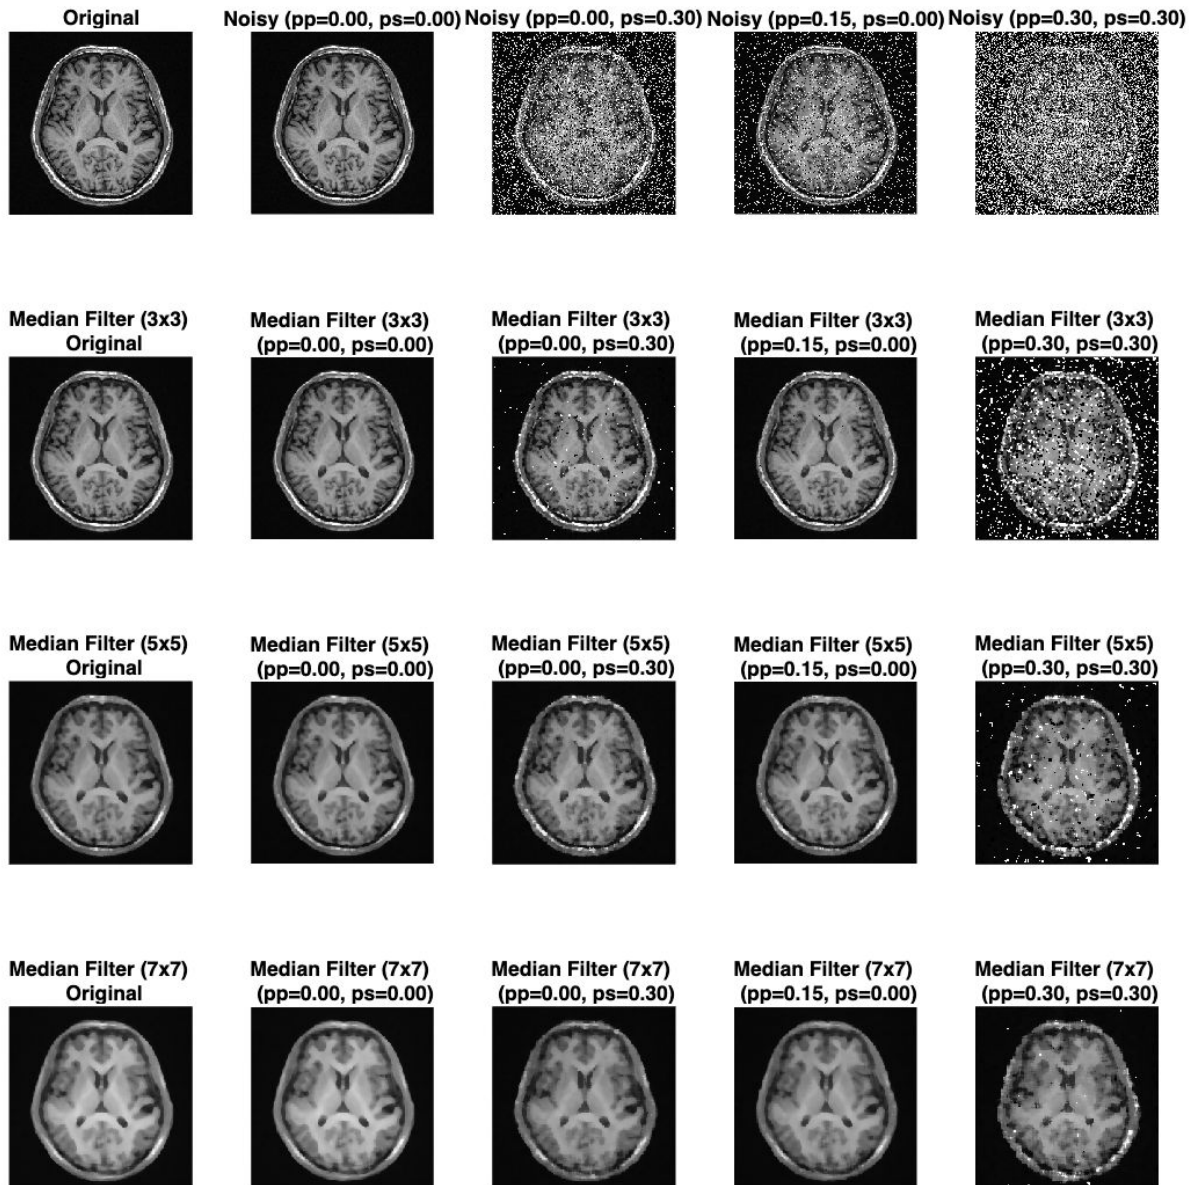 Original
Noisy (pp=0.00, ps=0.00)
Noisy (pp=0.00, ps=0.30)
Noisy (pp=0.15, ps=0.00)
Noisy (pp=0.30, ps=0.30)
Median Filter (3x3)
Original
Median Filter (3x3)
(pp=0.00, ps=0.00)
Median Filter (3x3)
(pp=0.00, ps=0.30)
Median Filter (3x3)
(pp=0.15, ps=0.00)
Median Filter (3x3)
(pp=0.30, ps=0.30)
Median Filter (5x5)
Original
Median Filter (5x5)
(pp=0.00, ps=0.00)
Median Filter (5x5)
(pp=0.00, ps=0.30)
Median Filter (5x5)
(pp=0.15, ps=0.00)
Median Filter (5x5)
(pp=0.30, ps=0.30)
Median Filter (7x7)
Original
Median Filter (7x7)
(pp=0.00, ps=0.00)
Median Filter (7x7)
(pp=0.00, ps=0.30)
Median Filter (7x7)
(pp=0.15, ps=0.00)
Median Filter (7x7)
(pp=0.30, ps=0.30)